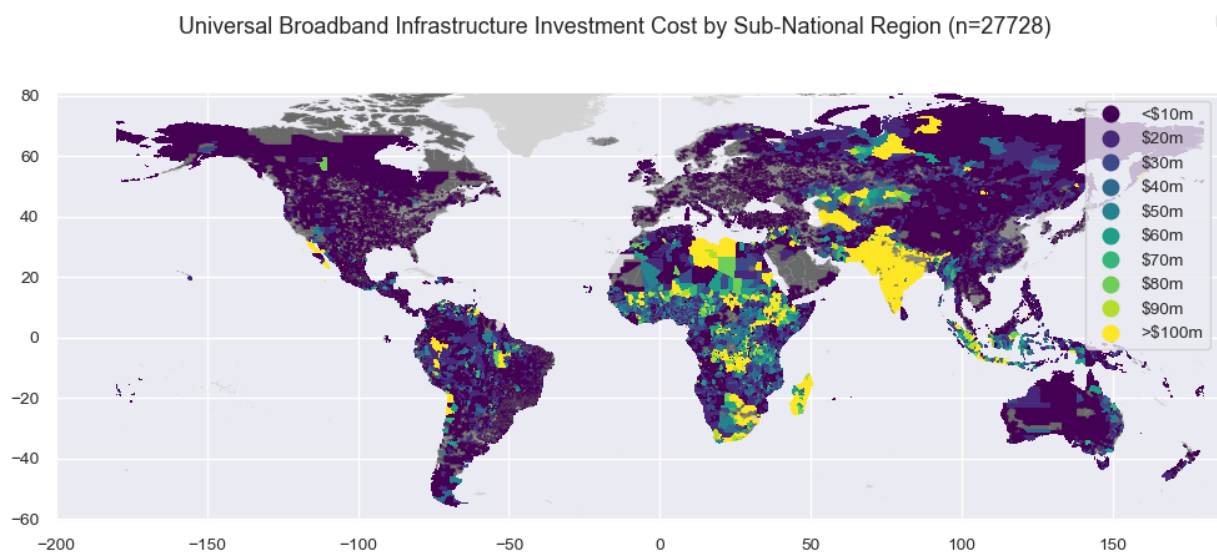 Universal Broadband Infrastructure Investment Cost by Sub-National Region (n=27728)
80
60
40
20
0
−20
−40
−60
−200
−150
−100
−50
0
50
100
150
<$10m
$20m
$30m
$40m
$50m
$60m
$70m
$80m
$90m
>$100m